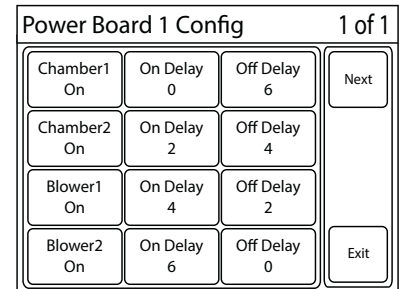 Power Board 1 Config 1 of 1
Chamber1 On Delay Off Delay Next
On 0 6
Chamber2 On Delay Off Delay
On 2 4
Blower1 On Delay Off Delay
On 4 2
Blower2 On Delay Off Delay Exit
On 6 0